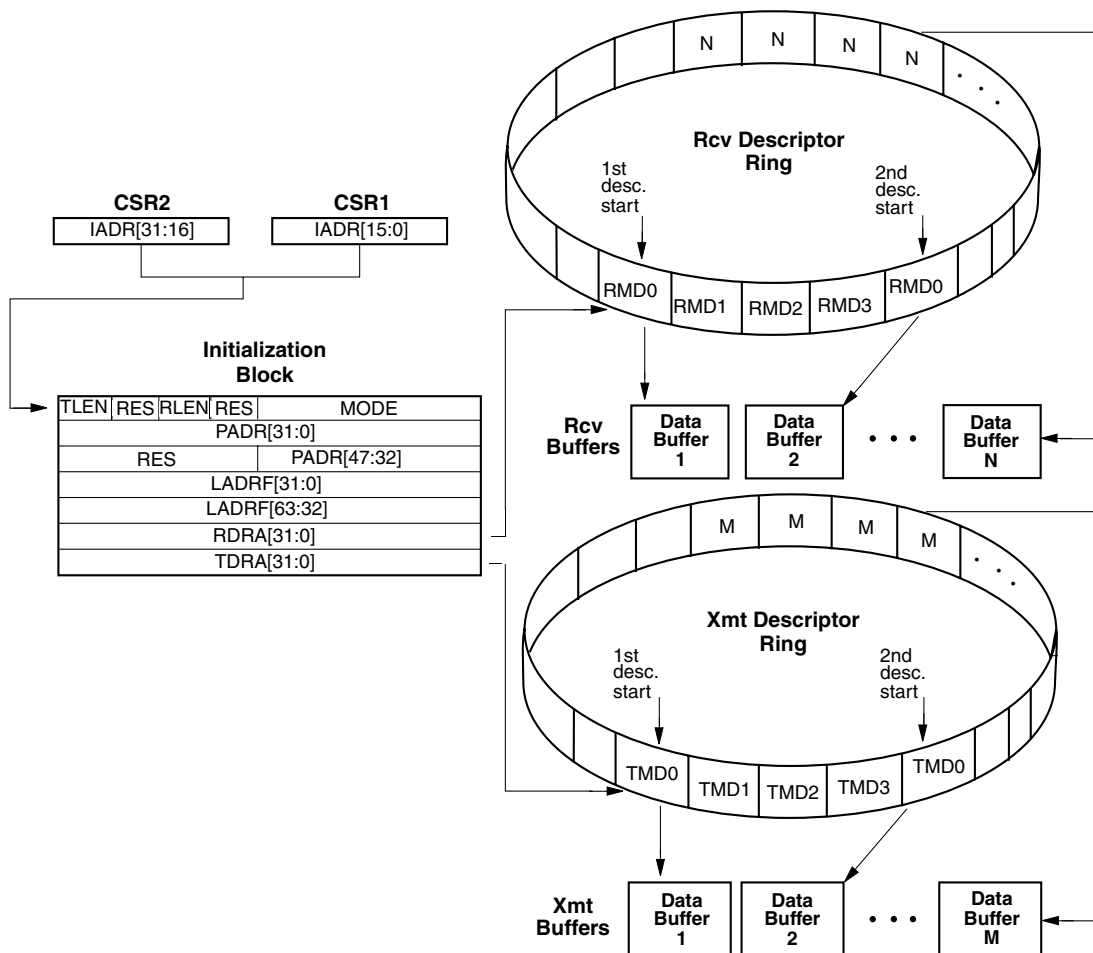 N N N N . . .
Rcv Descriptor
Ring
1st
desc.
start
2nd
desc.
start
CSR2 CSR1
IADR[31:16] IADR[15:0]
RMD0 RMD1 RMD2 RMD3 RMD0
Initialization
Block
TLEN RES RLEN RES MODE
PADR[31:0]
RES PADR[47:32]
LADRF[31:0]
LADRF[63:32]
RDRA[31:0]
TDRA[31:0]
Rcv
Buffers
Data
Buffer
1
Data
Buffer
2
• • •
Data
Buffer
N
M M M M . . .
Xmt Descriptor
Ring
1st
desc.
start
2nd
desc.
start
TMD0 TMD1 TMD2 TMD3 TMD0
Xmt
Buffers
Data
Buffer
1
Data
Buffer
2
• • •
Data
Buffer
M